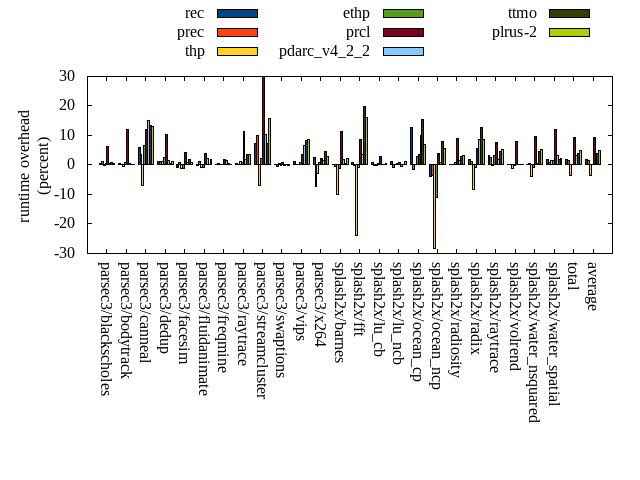 rec
prec
thp
ethp
prcl
pdarc_v4_2_2
ttmo
plrus-2
runtime overhead
(percent)
30
20
10
0
-10
-20
-30
parsec3/blackscholes
parsec3/bodytrack
parsec3/canneal
parsec3/dedup
parsec3/facesim
parsec3/fluidanimate
parsec3/freqmine
parsec3/raytrace
parsec3/streamcluster
parsec3/swaptions
parsec3/vips
parsec3/x264
splash2x/barnes
splash2x/fft
splash2x/lu_cb
splash2x/lu_ncb
splash2x/ocean_cp
splash2x/ocean_ncp
splash2x/radiosity
splash2x/radix
splash2x/raytrace
splash2x/volrend
splash2x/water_nsquared
splash2x/water_spatial
total
average